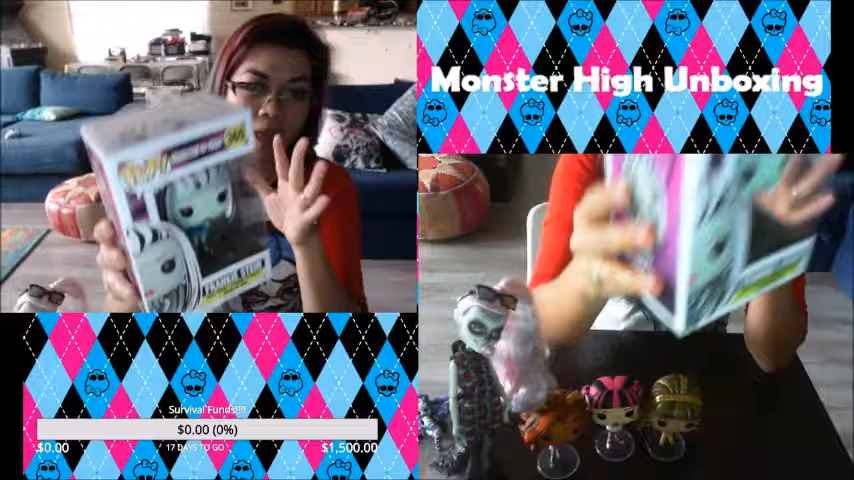 Monster High Unboxing
FRANKIE STEIN
Survival Funds!!!!
$0.00 (0%)
$0.00
17 DAYS TO GO
$1,500.00